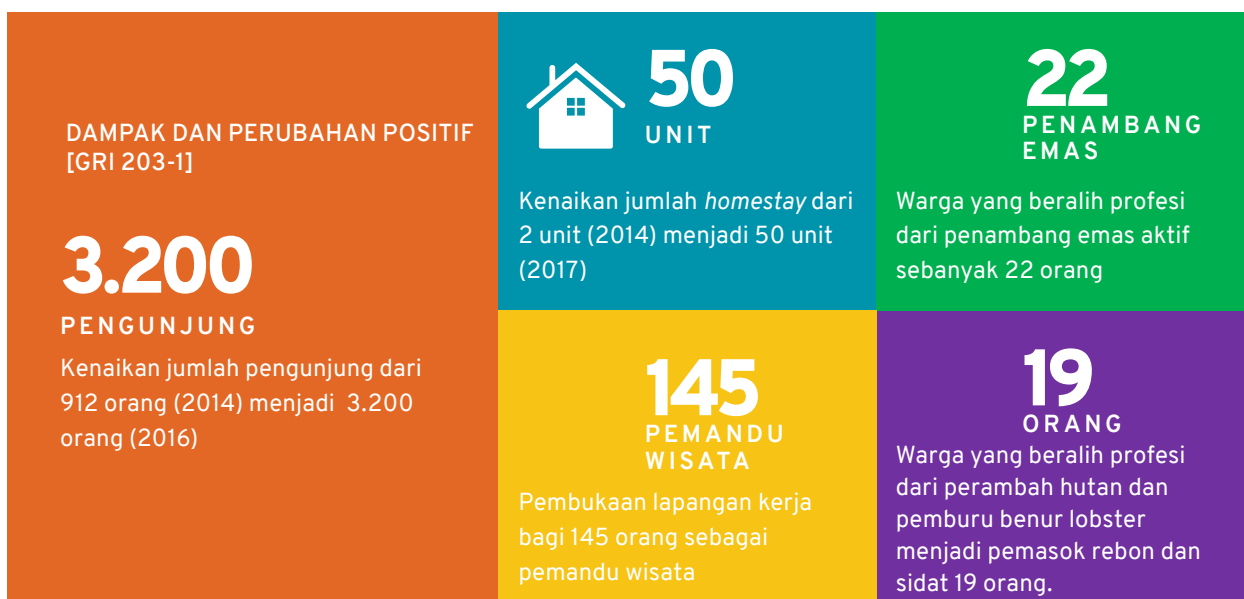 DAMPAK DAN PERUBAHAN POSITIF
[GRI 203-1]
3.200
PENGUNJUNG
Kenaikan jumlah pengunjung dari
912 orang (2014) menjadi 3.200
orang (2016)
50
UNIT
Kenaikan jumlah homestay dari
2 unit (2014) menjadi 50 unit
(2017)
22
PENAMBANG
EMAS
Warga yang beralih profesi
dari penambang emas aktif
sebanyak 22 orang
145
PEMANDU
WISATA
Pembukaan lapangan kerja
bagi 145 orang sebagai
pemandu wisata
19
ORANG
Warga yang beralih profesi
dari perambah hutan dan
pemburu benur lobster
menjadi pemasok rebon dan
sidat 19 orang.